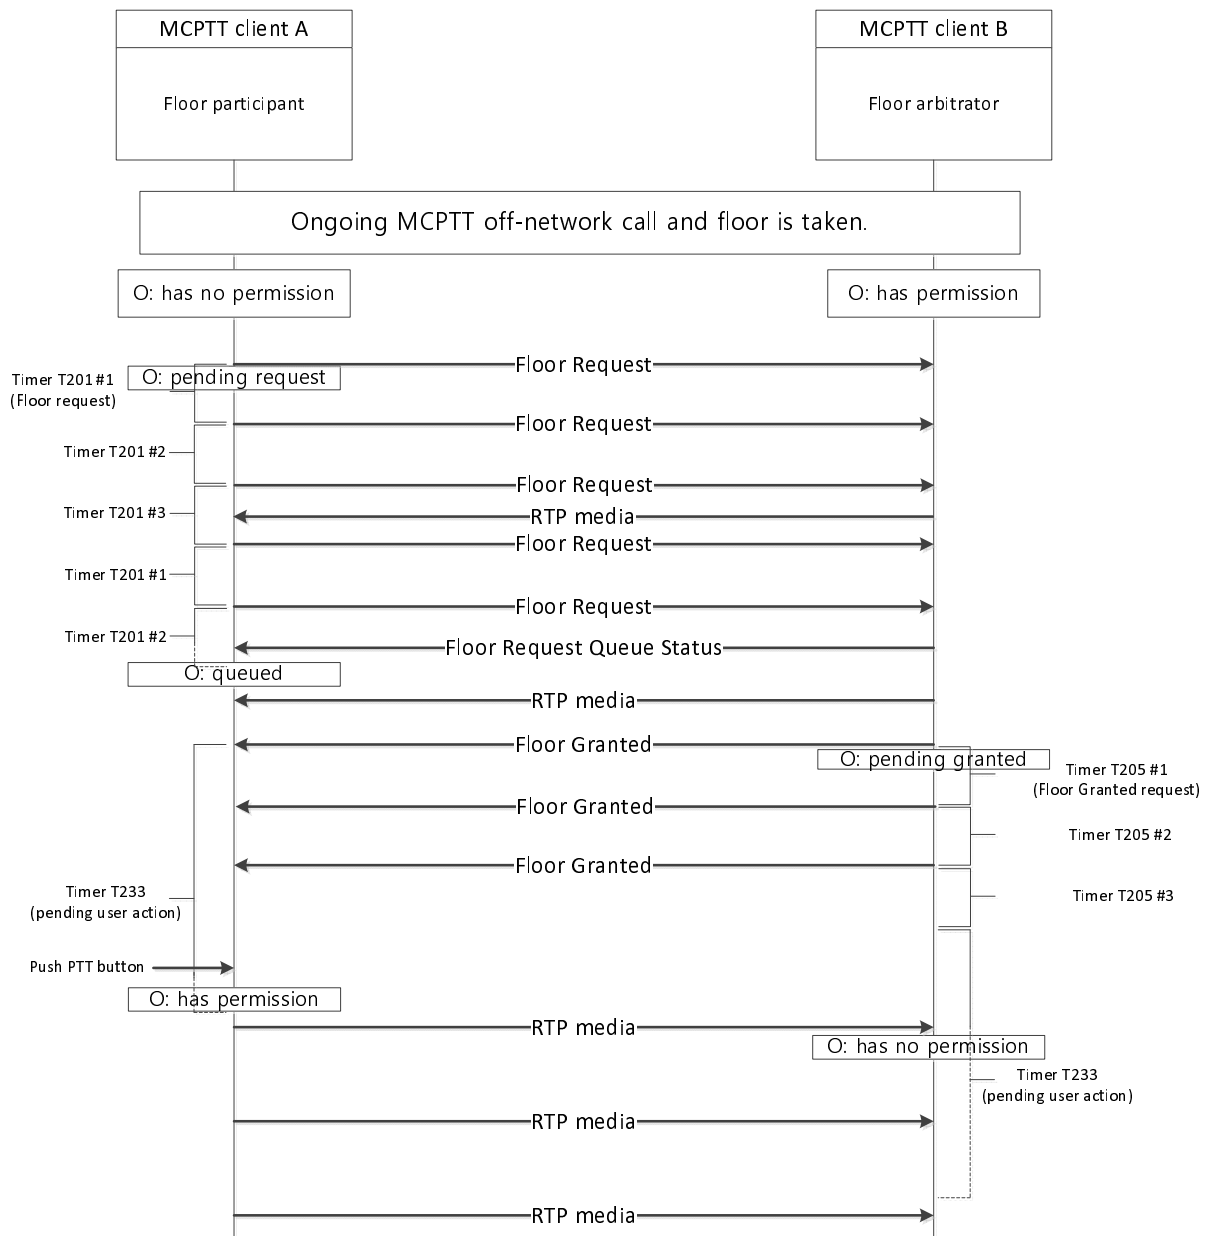 MCPTT client A
MCPTT client B
Floor participant
Floor arbitrator
Ongoing MCPTT off-network call and floor is taken.
O: has no permission
O: has permission
Floor Request
O: pending request
Timer T201 #1
(Floor request)
Floor Request
Timer T201 #2
Floor Request
Timer T201 #3
RTP media
Floor Request
Timer T201 #1
Floor Request
Timer T201 #2
Floor Request Queue Status
O: queued
RTP media
Floor Granted
O: pending granted
Timer T205 #1
(Floor Granted request)
Floor Granted
Timer T205 #2
Floor Granted
Timer T233
(pending user action)
Timer T205 #3
Push PTT button
O: has permission
RTP media
O: has no permission
Timer T233
(pending user action)
RTP media
RTP media